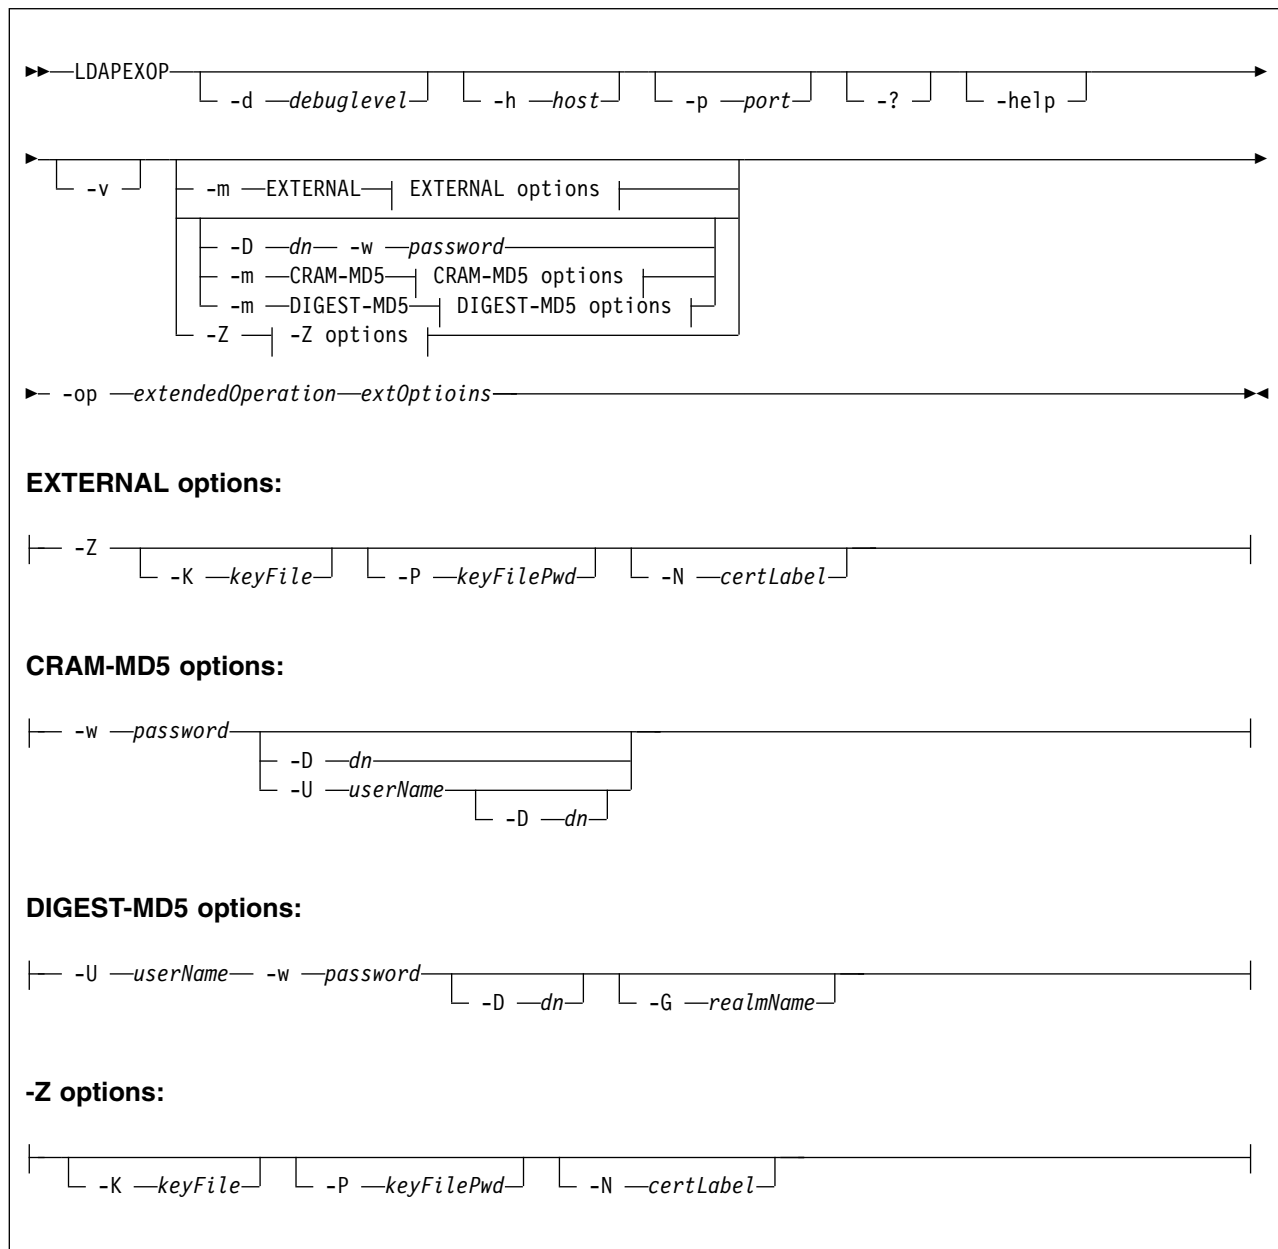 LDAPEXOP
-d debuglevel -h host -p port -? -help
-v -m EXTERNAL EXTERNAL options
-D dn -w password
-m CRAM-MD5 CRAM-MD5 options
-m DIGEST-MD5 DIGEST-MD5 options
-Z -Z options
-op extendedOperation extOptioins
EXTERNAL options:
-Z
-K keyFile -P keyFilePwd -N certLabel
CRAM-MD5 options:
-w password
-D dn
-U userName
-D dn
DIGEST-MD5 options:
-U userName -w password
-D dn -G realmName
-Z options:
-K keyFile -P keyFilePwd -N certLabel